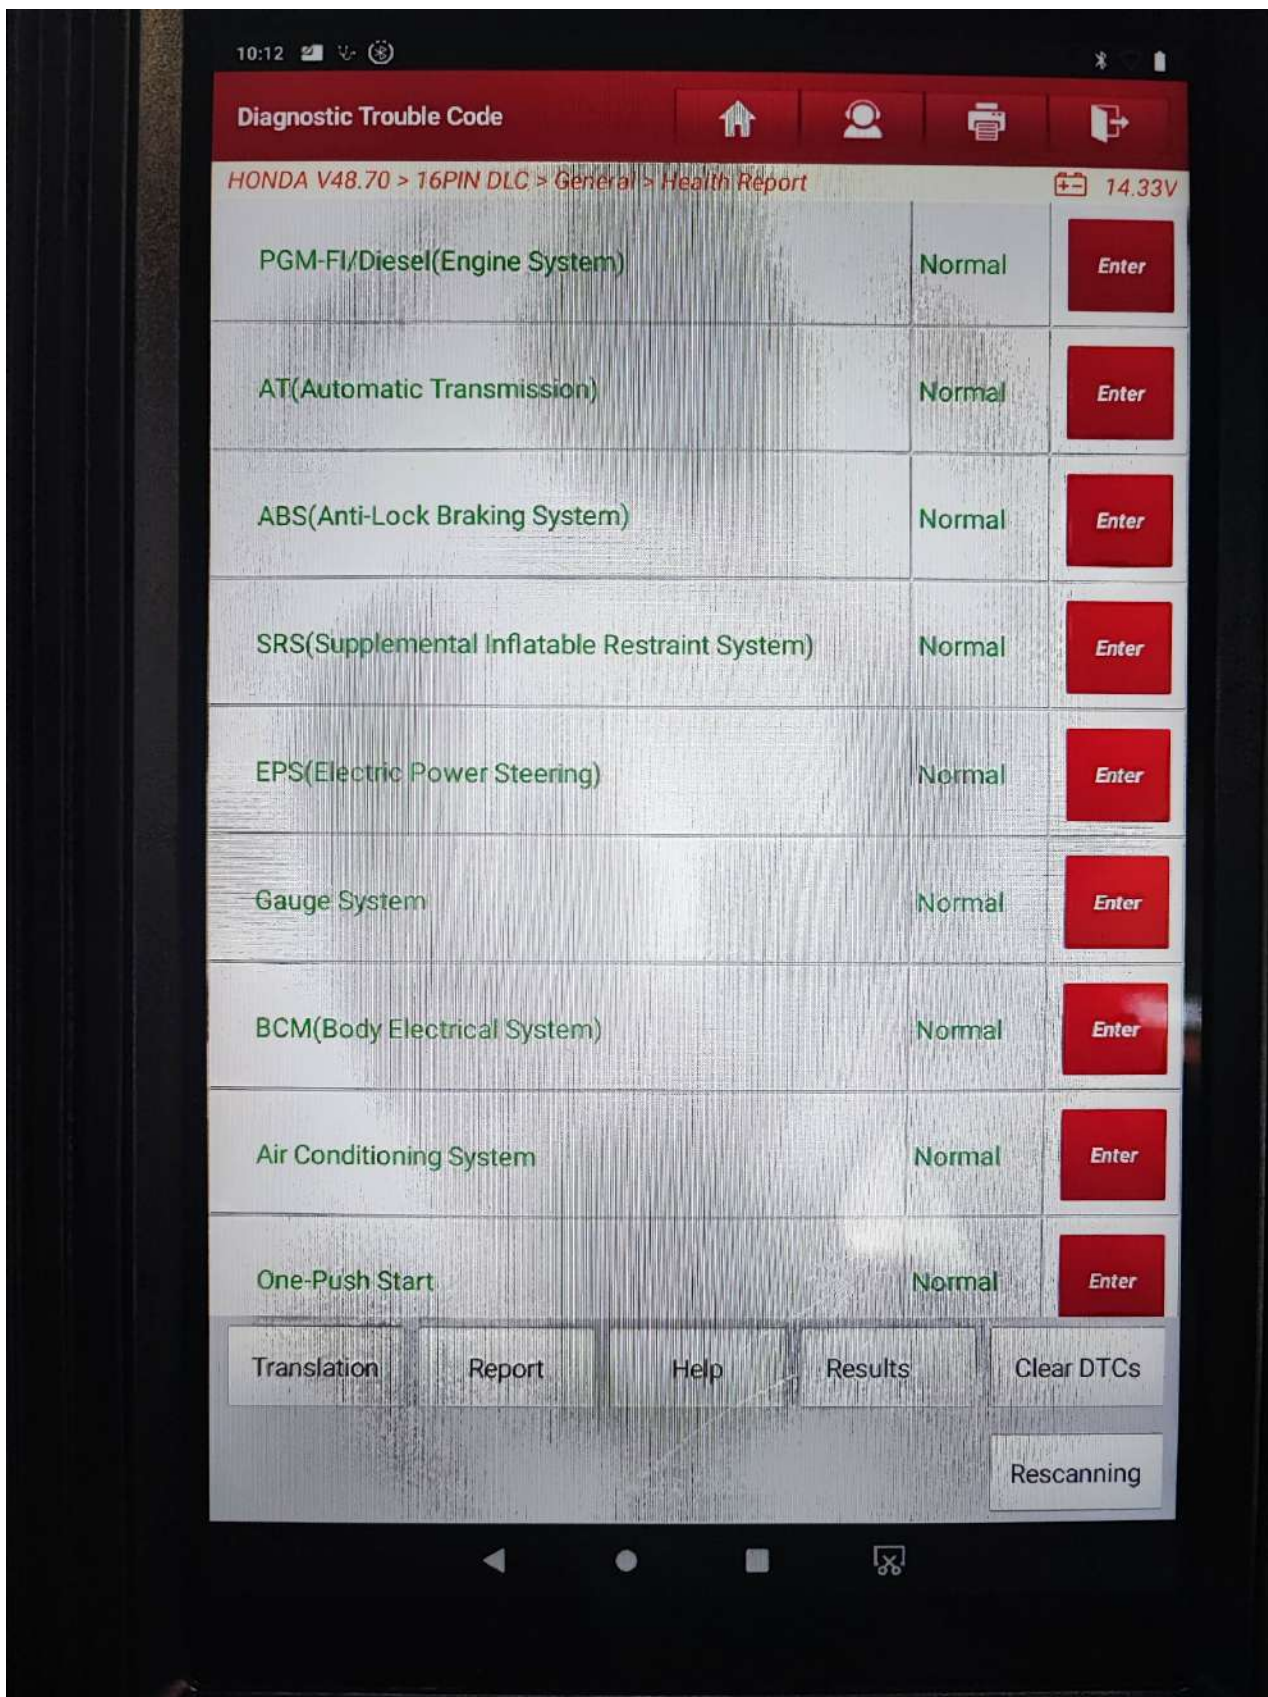 10:12
Diagnostic Trouble Code
HONDA V48.70 > 16PIN DLC > General > Health Report 14.33V
PGM-FI/Diesel(Engine System) Normal Enter
AT(Automatic Transmission) Normal Enter
ABS(Anti-Lock Braking System) Normal Enter
SRS(Supplemental Inflatable Restraint System) Normal Enter
EPS(Electric Power Steering) Normal Enter
Gauge System Normal Enter
BCM(Body Electrical System) Normal Enter
Air Conditioning System Normal Enter
One-Push Start Normal Enter
Translation Report Help Results Clear DTCs
Rescanning